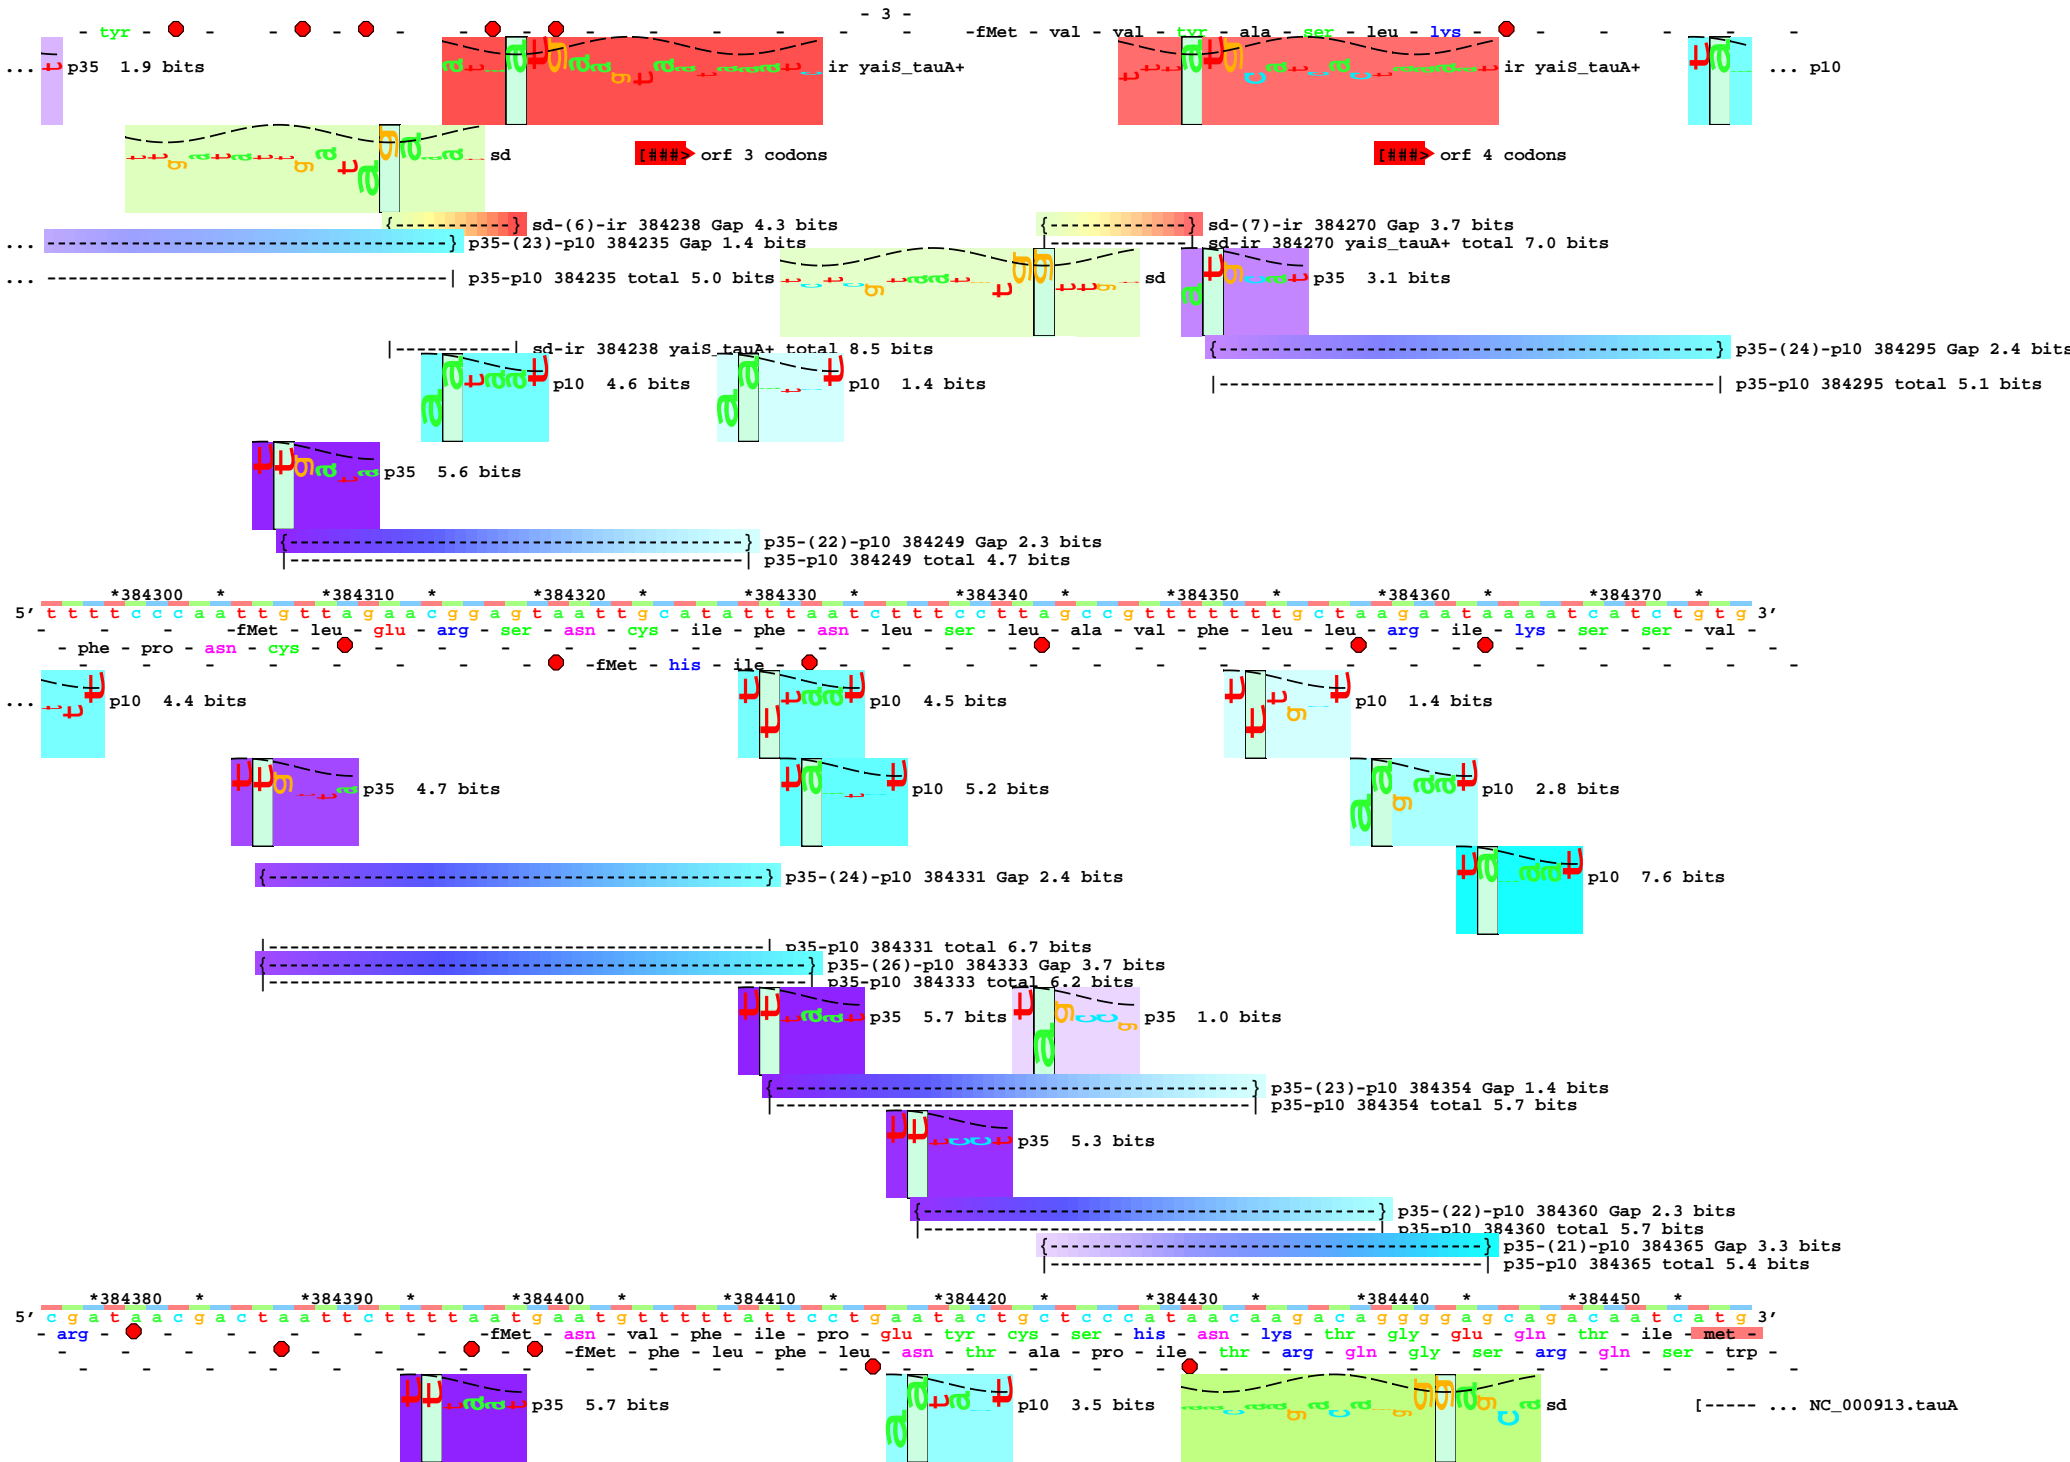 - 3 -
- tyr - - - - - - - - - - - - - -fMet - val - val - tyr - ala - ser - leu - lys - - - - - -
... p35 1.9 bits ir yaiS_tauA+ ir yaiS_tauA+ ... p10
sd [###> orf 3 codons [###> orf 4 codons
{----------} sd-(6)-ir 384238 Gap 4.3 bits {----------} sd-(7)-ir 384270 Gap 3.7 bits
... ----------------------------------} p35-(23)-p10 384235 Gap 1.4 bits |----------| sd-ir 384270 yaiS_tauA+ total 7.0 bits
... ----------------------------------| p35-p10 384235 total 5.0 bits sd p35 3.1 bits
|----------| sd-ir 384238 yaiS_tauA+ total 8.5 bits {--------------------------------------} p35-(24)-p10 384295 Gap 2.4 bits
p10 4.6 bits p10 1.4 bits |--------------------------------------| p35-p10 384295 total 5.1 bits
p35 5.6 bits
{-----------------------------------} p35-(22)-p10 384249 Gap 2.3 bits
|-----------------------------------| p35-p10 384249 total 4.7 bits
*384300 * *384310 * *384320 * *384330 * *384340 * *384350 * *384360 * *384370 *
5' t t t t c c c a a t t g t t a g a a c g g a g t a a t t g c a t a t t t a a t c t t t c c t t a g c c g t t t t t t t g c t a a g a a t a a a a t c a t c t g t g 3'
- - - - -fMet - leu - glu - arg - ser - asn - cys - ile - phe - asn - leu - ser - leu - ala - val - phe - leu - leu - arg - ile - lys - ser - ser - val -
- phe - pro - asn - cys - - - - - - - - - - - - - - - - - - - - - - -
- - - - - - - - -fMet - his - ile - - - - - - - - - - - - - - -
... p10 4.4 bits p10 4.5 bits p10 1.4 bits
p35 4.7 bits p10 5.2 bits p10 2.8 bits
{--------------------------------------} p35-(24)-p10 384331 Gap 2.4 bits p10 7.6 bits
|--------------------------------------| p35-p10 384331 total 6.7 bits
{-----------------------------------------} p35-(26)-p10 384333 Gap 3.7 bits
|-----------------------------------------| p35-p10 384333 total 6.2 bits
p35 5.7 bits p35 1.0 bits
{------------------------------------} p35-(23)-p10 384354 Gap 1.4 bits
|------------------------------------| p35-p10 384354 total 5.7 bits
p35 5.3 bits
{-----------------------------------} p35-(22)-p10 384360 Gap 2.3 bits
|-----------------------------------| p35-p10 384360 total 5.7 bits
{---------------------------------} p35-(21)-p10 384365 Gap 3.3 bits
|---------------------------------| p35-p10 384365 total 5.4 bits
*384380 * *384390 * *384400 * *384410 * *384420 * *384430 * *384440 * *384450 *
5' c g a t a a c g a c t a a t t c t t t t a a t g a a t g t t t t t a t t c c t g a a t a c t g c t c c c a t a a c a a g a c a g g g g a g c a g a c a a t c a t g 3'
- arg - - - - - - - -fMet - asn - val - phe - ile - pro - glu - tyr - cys - ser - his - asn - lys - thr - gly - glu - gln - thr - ile - met -
- - - - - - - -fMet - phe - leu - phe - leu - asn - thr - ala - pro - ile - thr - arg - gln - gly - ser - arg - gln - ser - trp -
- - - - - - - - - - - - - - - - - - - - - - - - - - -
p35 5.7 bits p10 3.5 bits sd [----- ... NC_000913.tauA